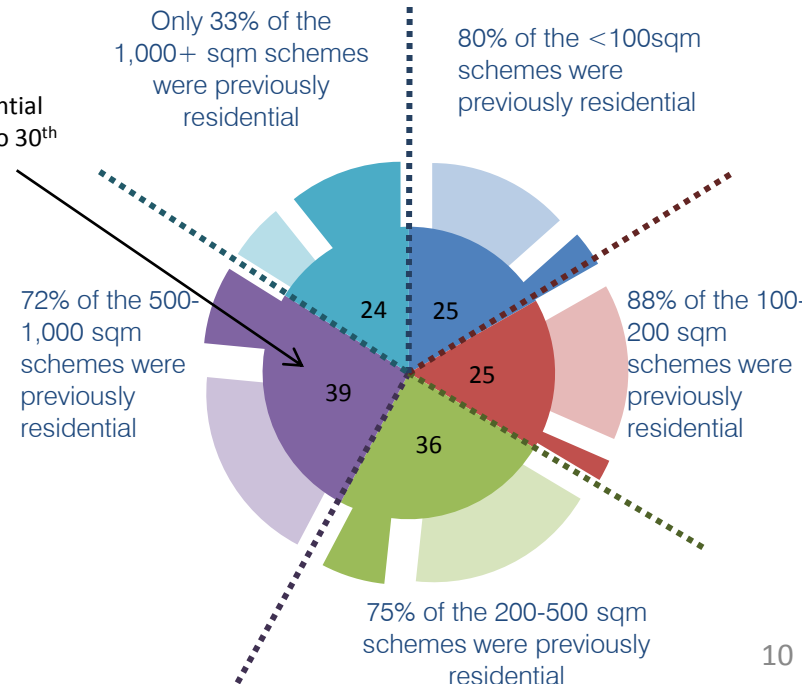 Only 33% of the
1,000+ sqm schemes
were previously
residential
80% of the <100sqm
schemes were
previously residential
ntial
o 30th
72% of the 500-
1,000 sqm
schemes were
previously
residential
24
25
88% of the 100-
200 sqm
schemes were
previously
residential
25
39
36
75% of the 200-500 sqm
schemes were previously
residential
10